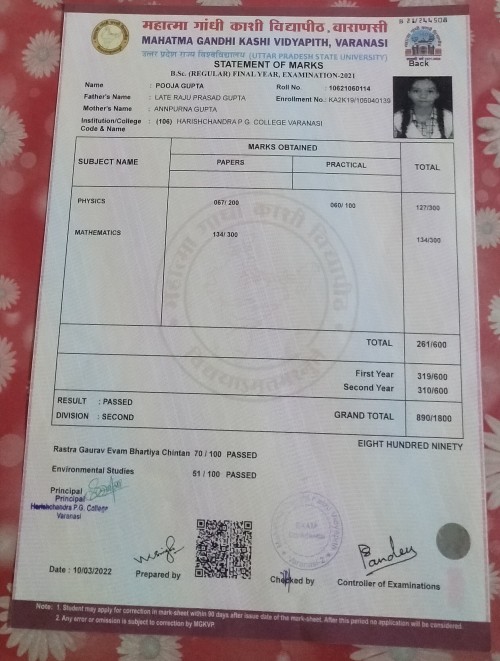 महात्मा गांधी काशी विद्यापीठ, वाराणसी
MAHATMA GANDHI KASHI VIDYAPITH, VARANASI
उत्तर प्रदेश राज्य विश्वविद्यालय (UTTAR PRADESH STATE UNIVERSITY)
STATEMENT OF MARKS
Back
B.Sc. (REGULAR) FINAL YEAR, EXAMINATION-2021
Name : POOJA GUPTA Roll No. : 10621060114
Father's Name : LATE RAJU PRASAD GUPTA Enrollment No.: KA2K19/106040139
Mother's Name : ANNPURNA GUPTA
Institution/College : (106) HARISHCHANDRA P G. COLLEGE VARANASI
Code & Name
SUBJECT NAME MARKS OBTAINED TOTAL
PAPERS PRACTICAL
PHYSICS 067/ 200 060/ 100 127/300
MATHEMATICS 134/ 300 134/300
TOTAL 261/600
First Year 319/600
Second Year 310/600
RESULT : PASSED
DIVISION : SECOND GRAND TOTAL 890/1800
EIGHT HUNDRED NINETY
Rastra Gaurav Evam Bhartiya Chintan 70 / 100 PASSED
Environmental Studies 51 / 100 PASSED
Principal
Principal
Harishchandra P.G. College
Varanasi
Pandey
Date : 10/03/2022 Prepared by Checked by Controller of Examinations
Note: 1. Student may apply for correction in mark-sheet within 90 days after issue date of the mark-sheet. After this period no application will be considered.
2. Any error or omission is subject to correction by MGKVP.